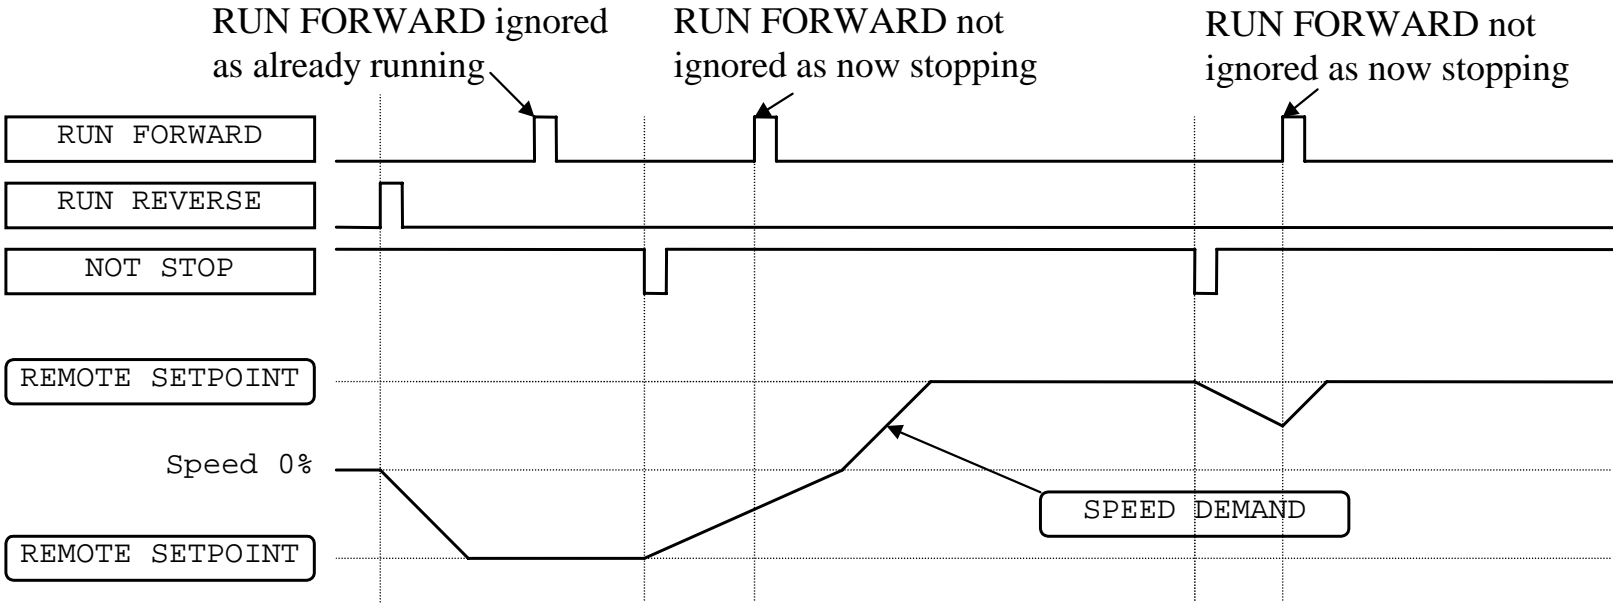 RUN FORWARD ignored
as already running
RUN FORWARD not
ignored as now stopping
RUN FORWARD not
ignored as now stopping
RUN FORWARD
RUN REVERSE
NOT STOP
REMOTE SETPOINT
Speed 0%
SPEED DEMAND
REMOTE SETPOINT